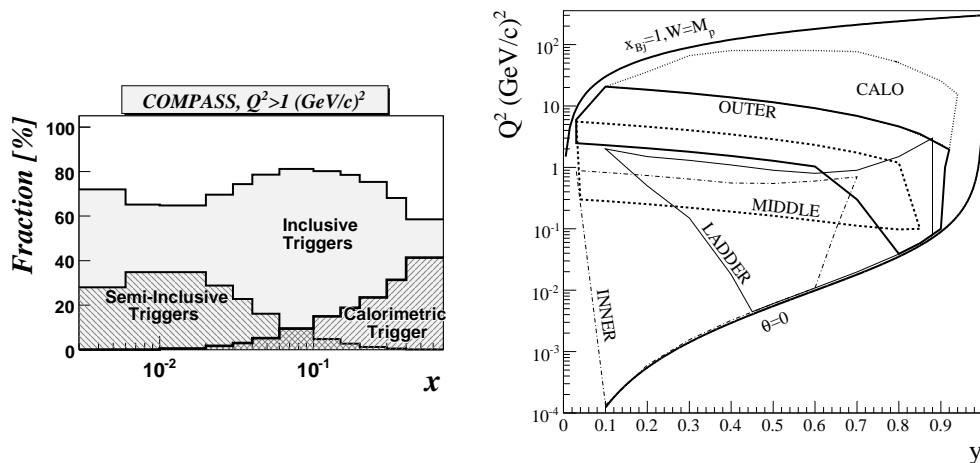 COMPASS, Q²>1 (GeV/c)²
Fraction [%]
100
80
60
40
20
0
Inclusive
Triggers
Semi-Inclusive
Triggers
Calorimetric
Trigger
10⁻²
10⁻¹
x
Q² (GeV/c)²
10²
10
1
10⁻¹
10⁻²
10⁻³
10⁻⁴
x_Bj=1,W=M_p
CALO
OUTER
MIDDLE
LADDER
INNER
θ=0
0 0.1 0.2 0.3 0.4 0.5 0.6 0.7 0.8 0.9
y